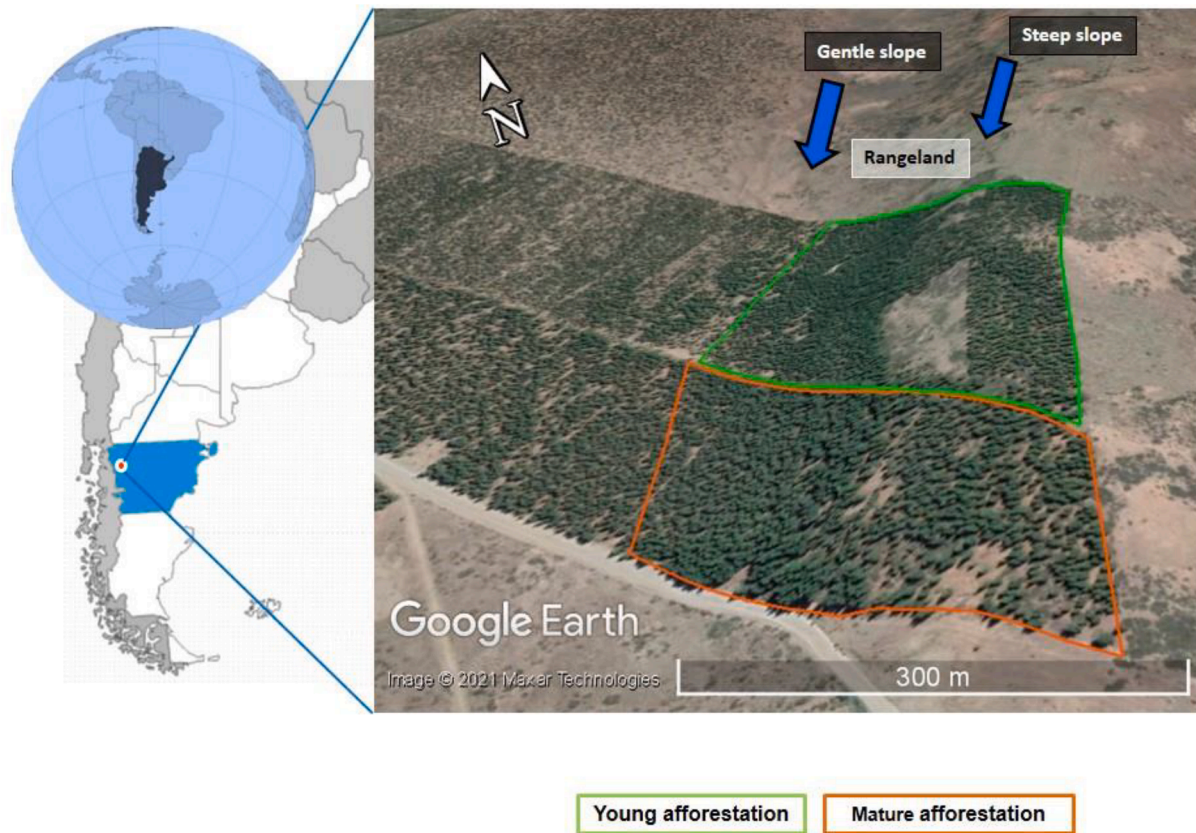 Gentle slope
Steep slope
N
Rangeland
Google Earth
Image © 2021 Maxar Technologies
300 m
Young afforestation
Mature afforestation